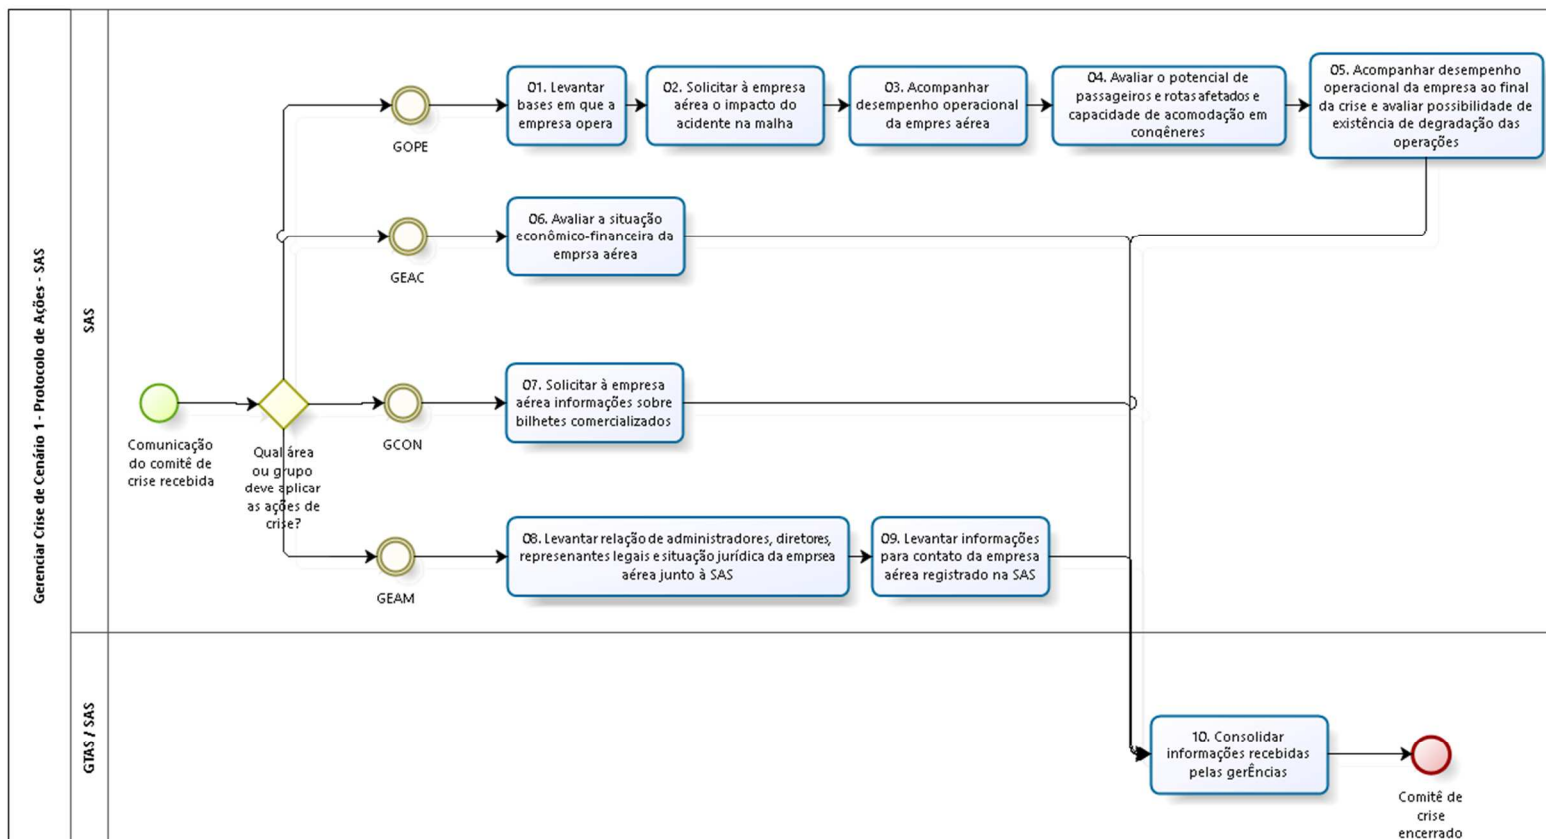 Gerenciar Crise de Cenário 1 - Protocolo de Ações - SAS
SAS
GTAS / SAS
Comunicação
do comitê de
crise recebida
Qual área
ou grupo
deve aplicar
as ações de
crise?
GOPE
01. Levantar
bases em que a
empresa opera
02. Solicitar à empresa
aérea o impacto do
acidente na malha
03. Acompanhar
desempenho operacional
da empres aérea
04. Avaliar o potencial de
passageiros e rotas afetados e
capacidade de acomodação em
congêneres
05. Acompanhar desempenho
operacional da empresa ao final
da crise e avaliar possibilidade de
existência de degradação das
operações
GEAC
06. Avaliar a situação
econômico-financeira da
emprsa aérea
GCON
07. Solicitar à empresa
aérea informações sobre
bilhetes comercializados
GEAM
08. Levantar relação de administradores, diretores,
represenantes legais e situação jurídica da emprsea
aérea junto à SAS
09. Levantar informações
para contato da empresa
aérea registrado na SAS
10. Consolidar
informações recebidas
pelas gerÊncias
Comitê de
crise
encerrado